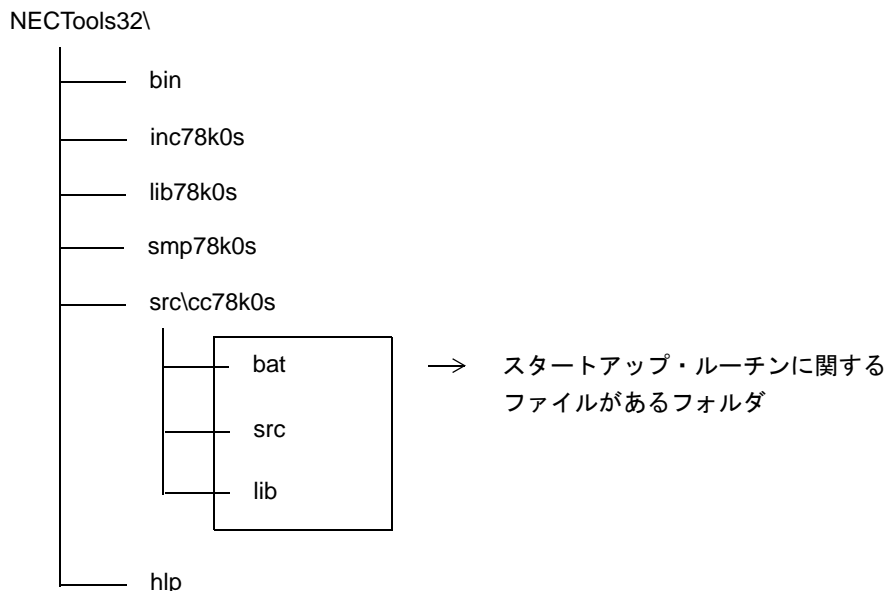 NECTools32\
bin
inc78k0s
lib78k0s
smp78k0s
src\cc78k0s
bat
スタートアップ・ルーチンに関する
ファイルがあるフォルダ
src
lib
hlp